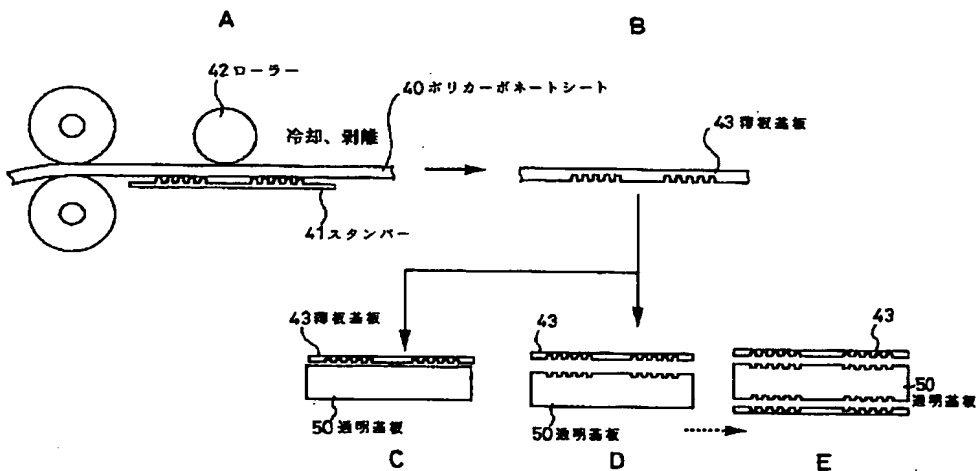 A
B
42ローラー
40ポリカーボネートシート
冷却、剥離
43薄板基板
41スタンパー
43薄板基板
43
43
50透明基板
50透明基板
50
透明基板
C
D
E